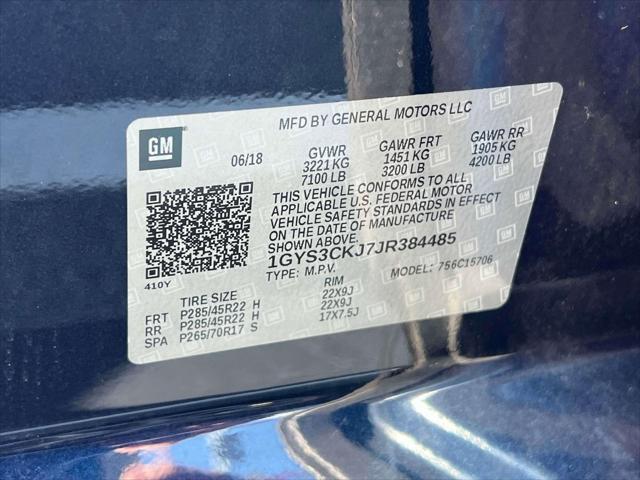 MFD BY GENERAL MOTORS LLC
GM
06/18 GVWR GAWR FRT GAWR RR
3221 KG 1451 KG 1905 KG
7100 LB 3200 LB 4200 LB
THIS VEHICLE CONFORMS TO ALL
APPLICABLE U.S. FEDERAL MOTOR
VEHICLE SAFETY STANDARDS IN EFFECT
ON THE DATE OF MANUFACTURE
SHOWN ABOVE.
1GYS3CKJ7JR384485
410Y TYPE: M.P.V. MODEL: 756C15706
TIRE SIZE RIM
FRT P285/45R22 H 22X9J
RR P285/45R22 H 22X9J
SPA P265/70R17 S 17X7.5J